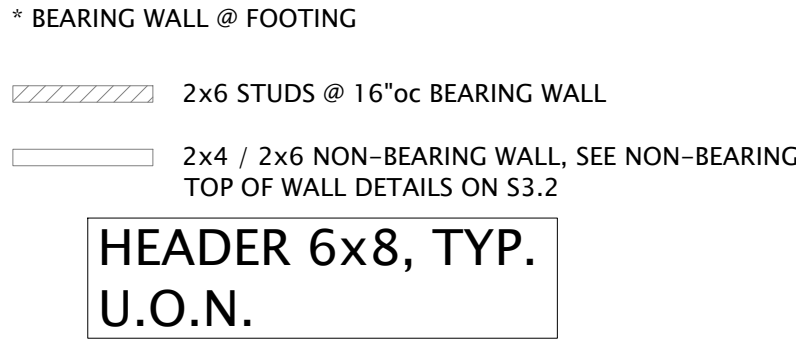 * BEARING WALL @ FOOTING
2x6 STUDS @ 16"oc BEARING WALL
2x4 / 2x6 NON-BEARING WALL, SEE NON-BEARING
TOP OF WALL DETAILS ON S3.2
HEADER 6x8, TYP.
U.O.N.